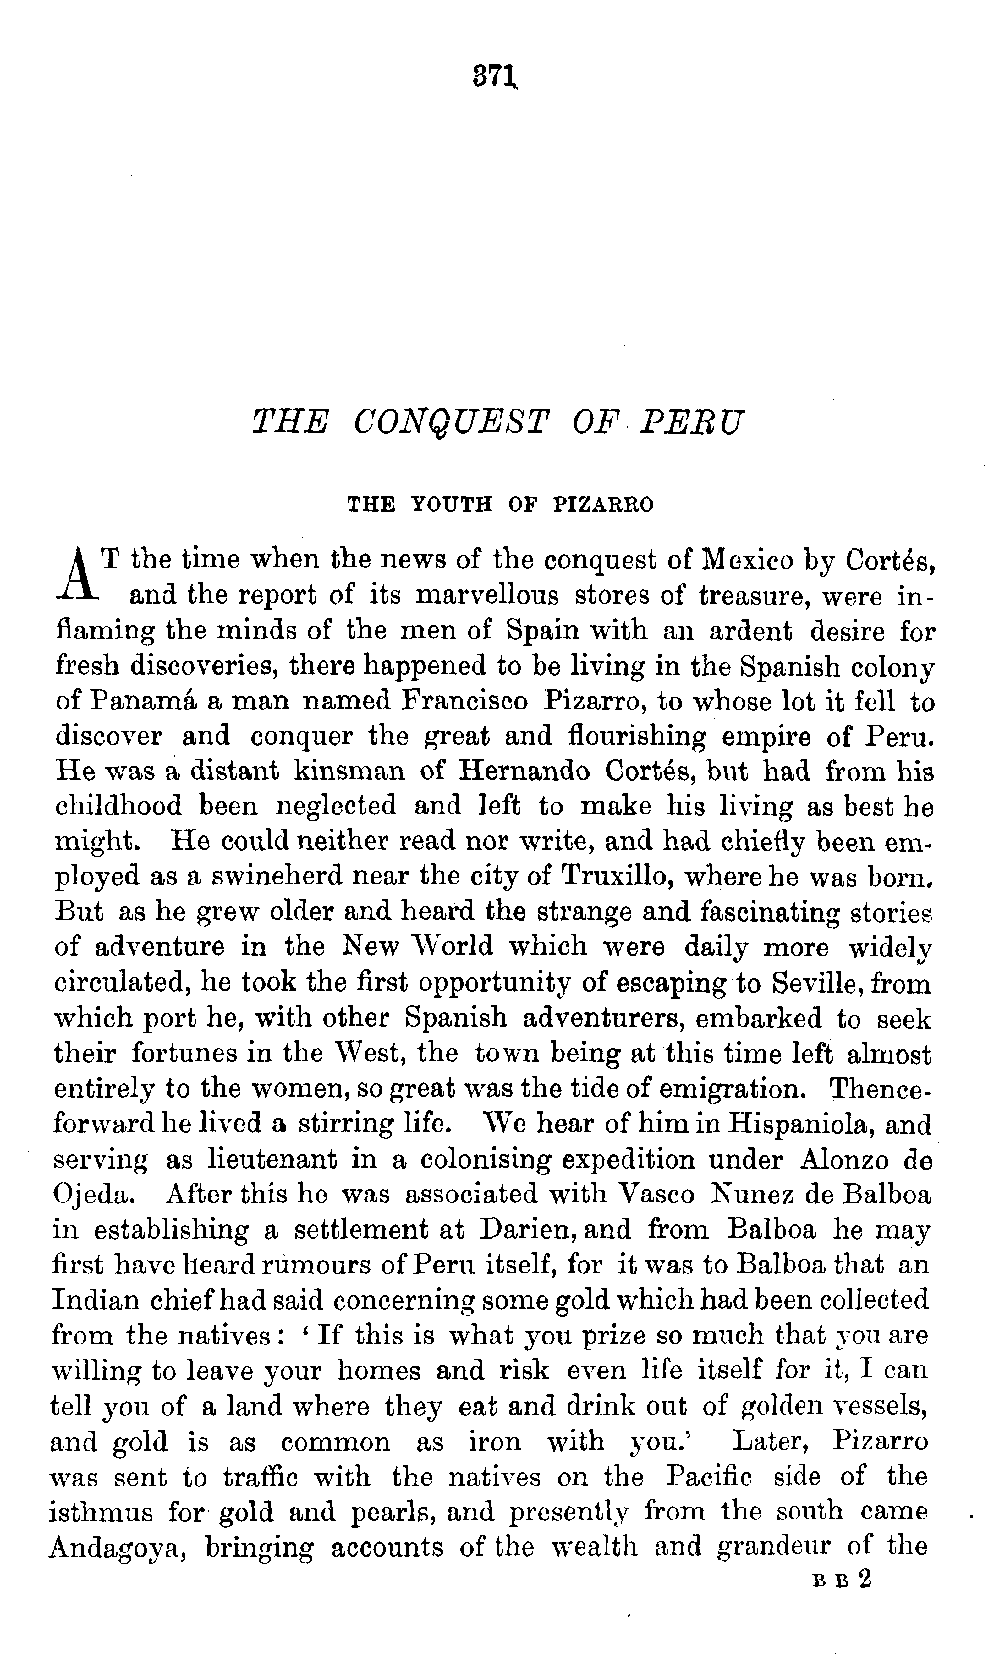 371
THE CONQUEST OF PERU
THE YOUTH OF PIZARRO
AT the time when the news of the conquest of Mexico by Cortés,
and the report of its marvellous stores of treasure, were in-
flaming the minds of the men of Spain with an ardent desire for
fresh discoveries, there happened to be living in the Spanish colony
of Panamá a man named Francisco Pizarro, to whose lot it fell to
discover and conquer the great and flourishing empire of Peru.
He was a distant kinsman of Hernando Cortés, but had from his
childhood been neglected and left to make his living as best he
might. He could neither read nor write, and had chiefly been em-
ployed as a swineherd near the city of Truxillo, where he was born.
But as he grew older and heard the strange and fascinating stories
of adventure in the New World which were daily more widely
circulated, he took the first opportunity of escaping to Seville, from
which port he, with other Spanish adventurers, embarked to seek
their fortunes in the West, the town being at this time left almost
entirely to the women, so great was the tide of emigration. Thence-
forward he lived a stirring life. We hear of him in Hispaniola, and
serving as lieutenant in a colonising expedition under Alonzo de
Ojeda. After this he was associated with Vasco Nunez de Balboa
in establishing a settlement at Darien, and from Balboa he may
first have heard rumours of Peru itself, for it was to Balboa that an
Indian chief had said concerning some gold which had been collected
from the natives: ‘If this is what you prize so much that you are
willing to leave your homes and risk even life itself for it, I can
tell you of a land where they eat and drink out of golden vessels,
and gold is as common as iron with you.’ Later, Pizarro
was sent to traffic with the natives on the Pacific side of the
isthmus for gold and pearls, and presently from the south came
Andagoya, bringing accounts of the wealth and grandeur of the
B B 2